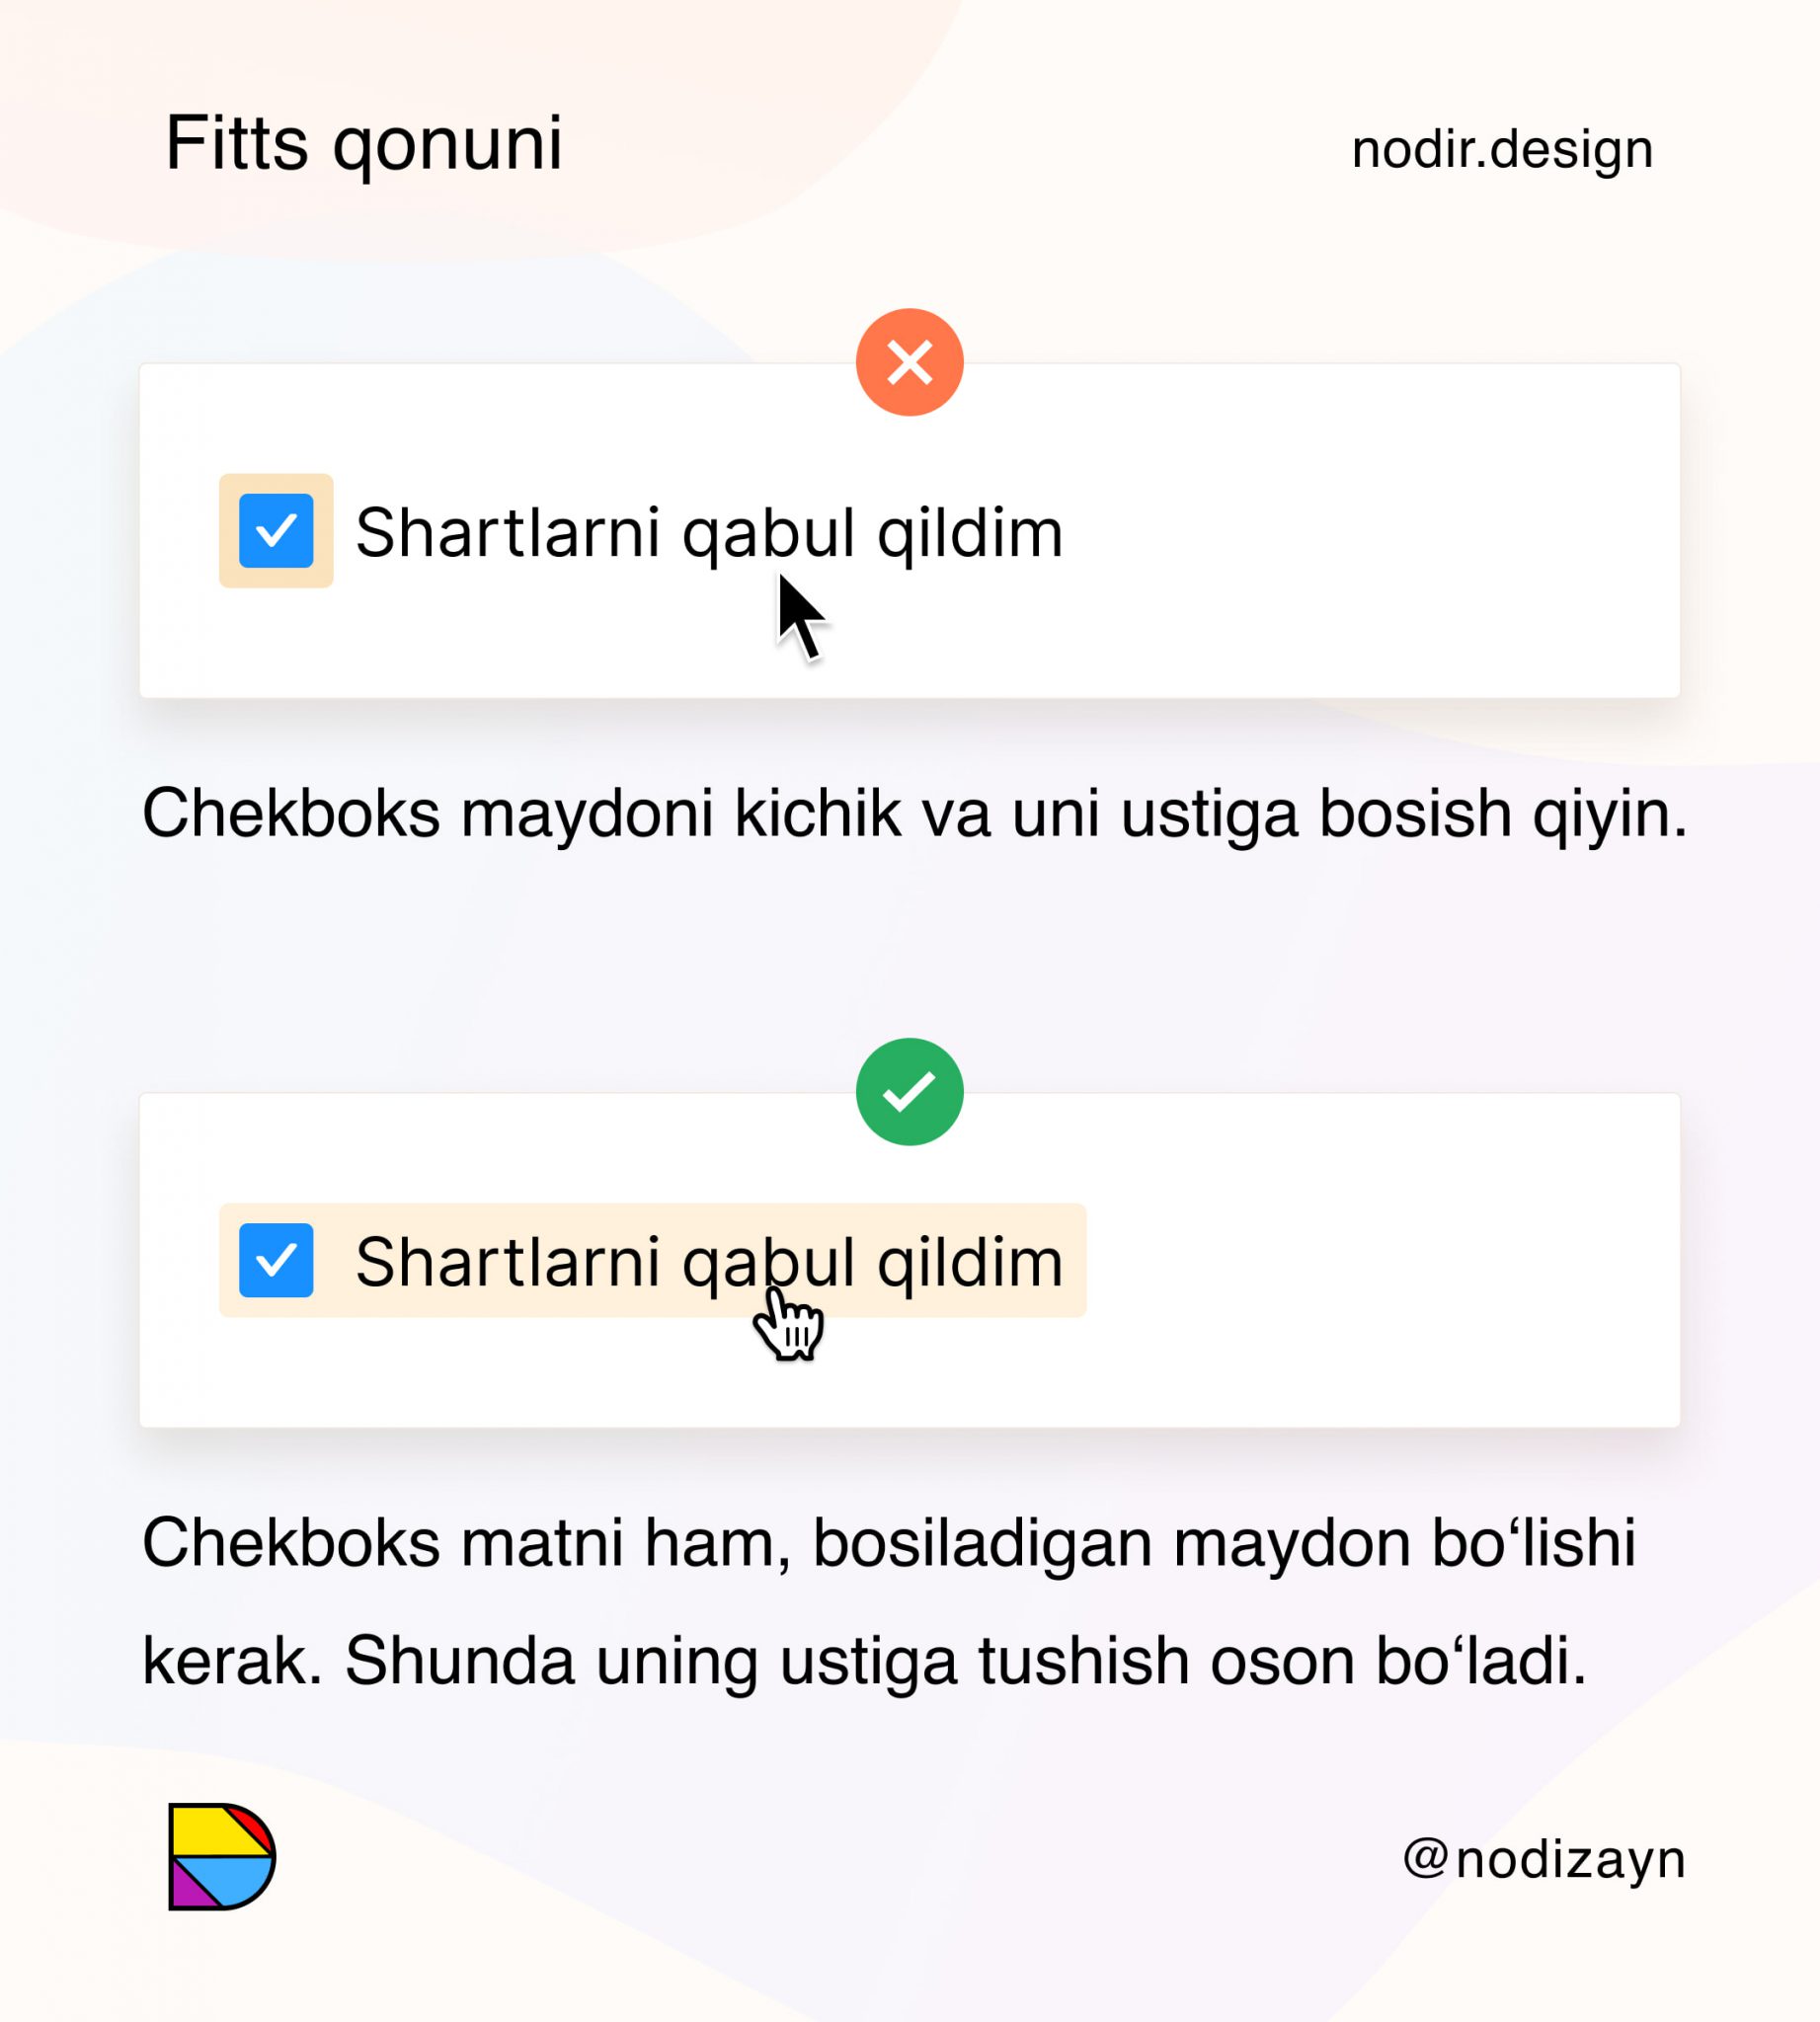 Fitts qonuni
nodir.design
Shartlarni qabul qildim
Chekboks maydoni kichik va uni ustiga bosish qiyin.
Shartlarni qabul qildim
Chekboks matni ham, bosiladigan maydon bo‘lishi
kerak. Shunda uning ustiga tushish oson bo‘ladi.
@nodizayn